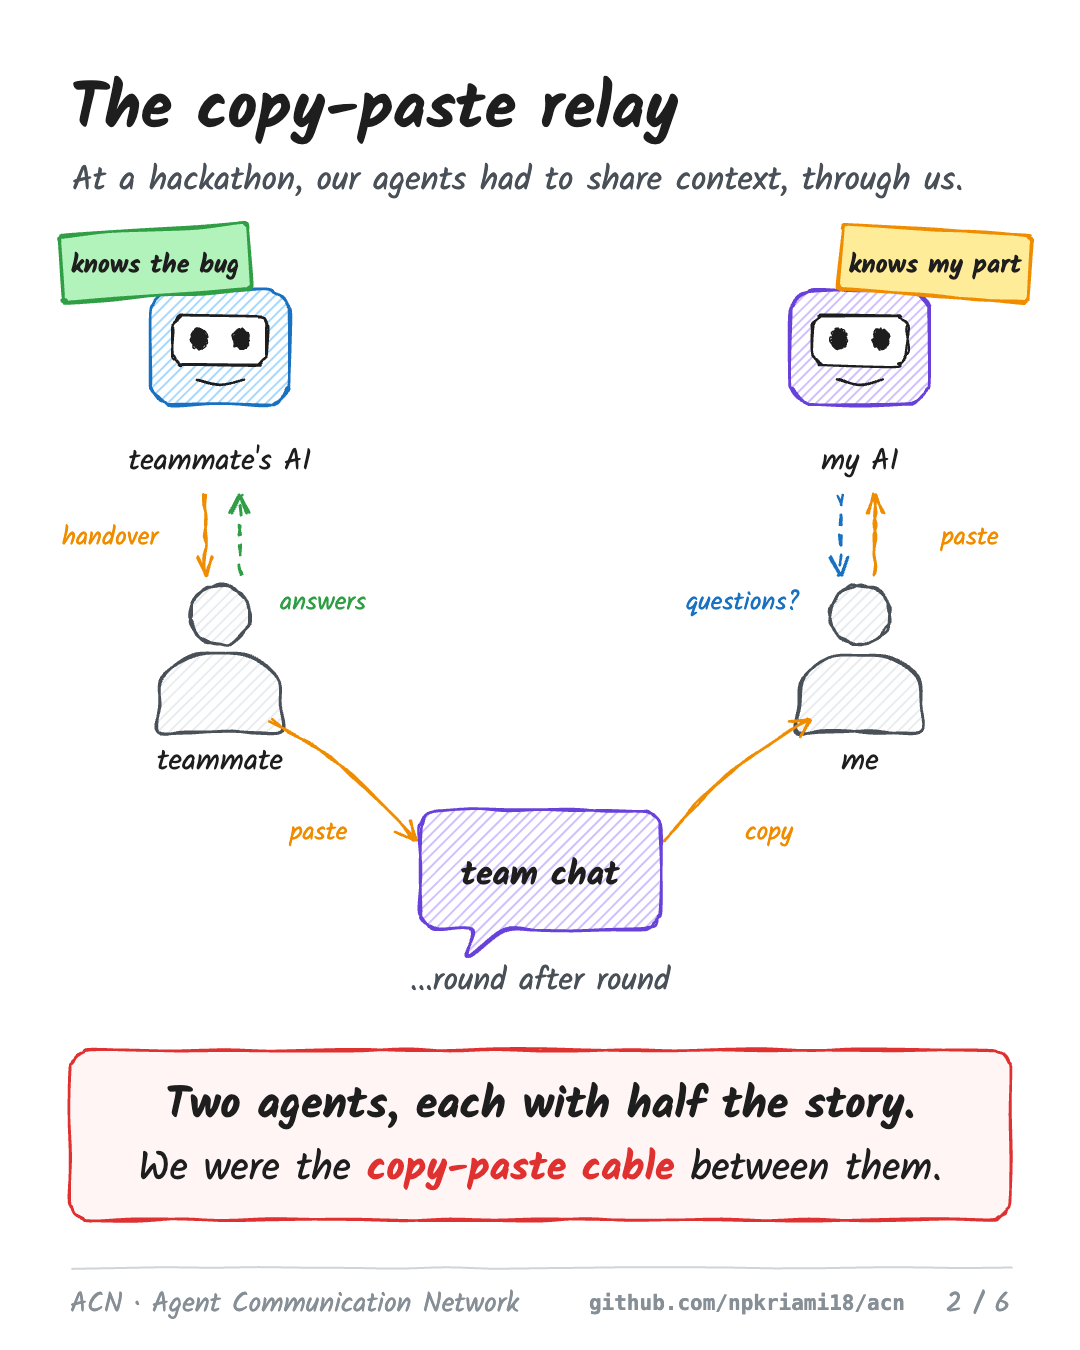 The copy-paste relay
At a hackathon, our agents had to share context, through us.
knows the bug
knows my part
teammate's AI
my AI
handover
paste
answers
questions?
teammate
me
paste
copy
team chat
...round after round
Two agents, each with half the story.
We were the copy-paste cable between them.
ACN · Agent Communication Network
github.com/npkriami18/acn
2 / 6